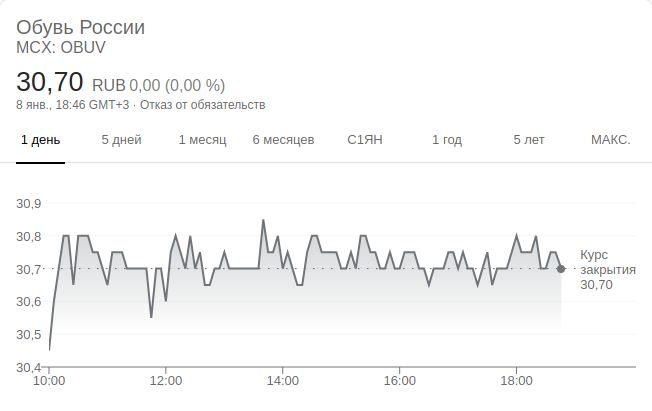 Обувь России
MCX: OBUV
30,70 RUB 0,00 (0,00 %)
8 янв., 18:46 GMT+3 · Отказ от обязательств
1 день 5 дней 1 месяц 6 месяцев С1ЯН 1 год 5 лет МАКС.
30,9
30,8
30,7
30,6
30,5
30,4
Курс
закрытия
30,70
10:00 12:00 14:00 16:00 18:00